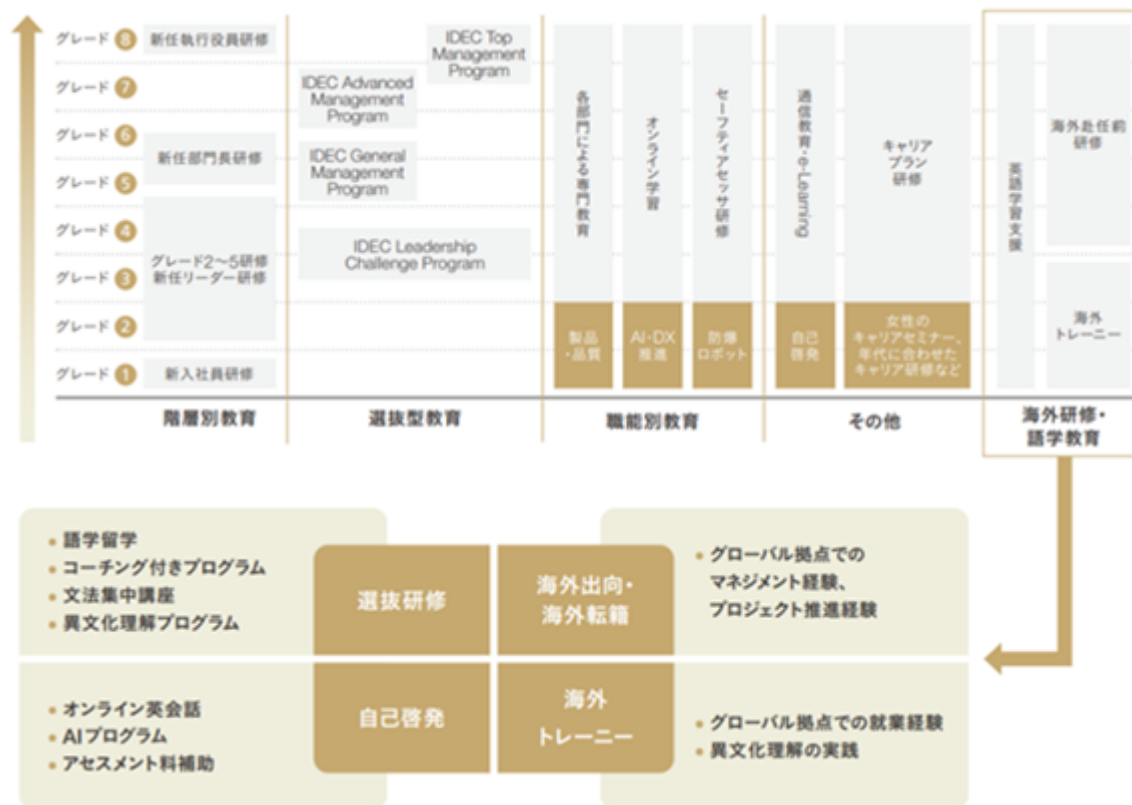 グレード 8
新任執行役員研修
グレード 7
グレード 6
新任部門長研修
グレード 5
グレード 4
グレード2〜5研修
新任リーダー研修
グレード 3
グレード 2
グレード 1
新入社員研修
階層別教育
IDEC Top
Management
Program
IDEC Advanced
Management
Program
IDEC General
Management
Program
IDEC Leadership
Challenge Program
選抜型教育
各部門による専門教育
オンライン学習
セーフティアセッサ研修
製品
・品質
AI・DX
推進
防爆
ロボット
職能別教育
通信教育・e-Learning
キャリア
プラン
研修
自己
啓発
女性の
キャリアセミナー、
年代に合わせた
キャリア研修など
その他
英語学習支援
海外赴任前
研修
海外
トレーニー
海外研修・
語学教育
• 語学留学
• コーチング付きプログラム
• 文法集中講座
• 異文化理解プログラム
選抜研修
海外出向・
海外転籍
• グローバル拠点での
マネジメント経験、
プロジェクト推進経験
• オンライン英会話
• AIプログラム
• アセスメント料補助
自己啓発
海外
トレーニー
• グローバル拠点での就業経験
• 異文化理解の実践